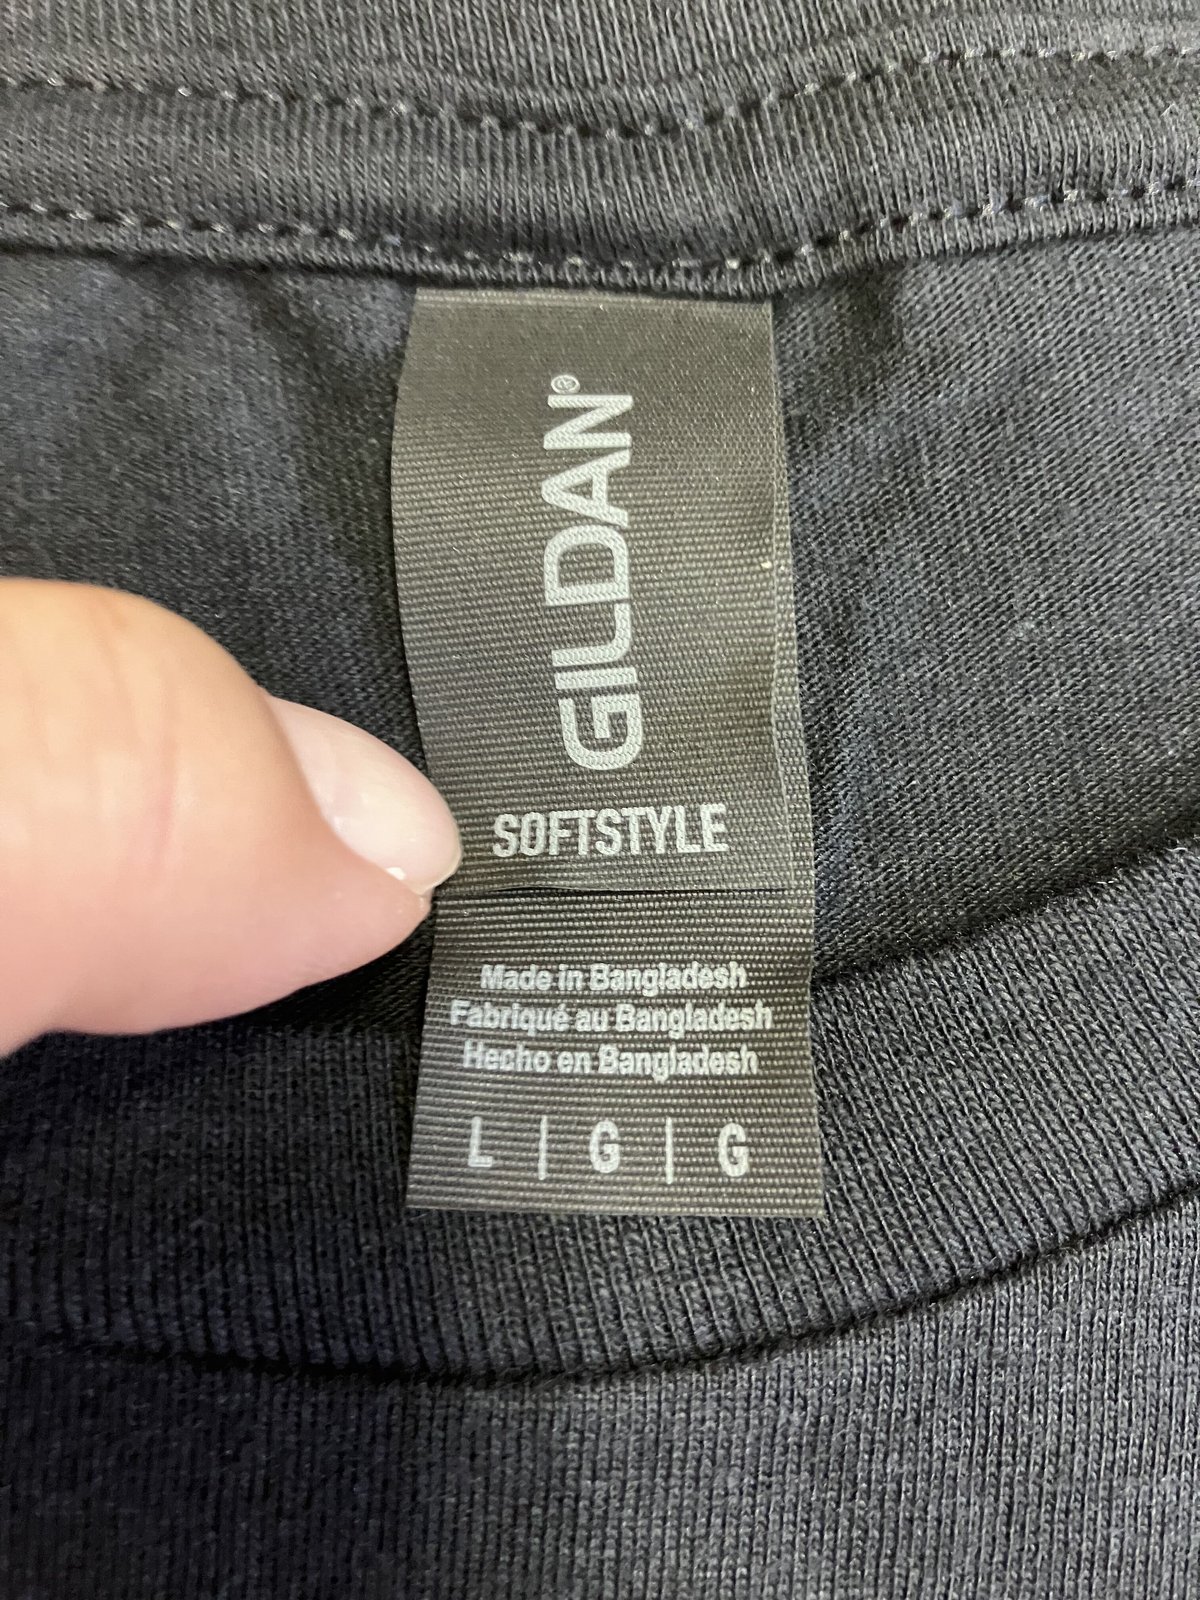 GILDAN®
SOFTSTYLE
Made in Bangladesh
Fabriqué au Bangladesh
Hecho en Bangladesh
L | G | G